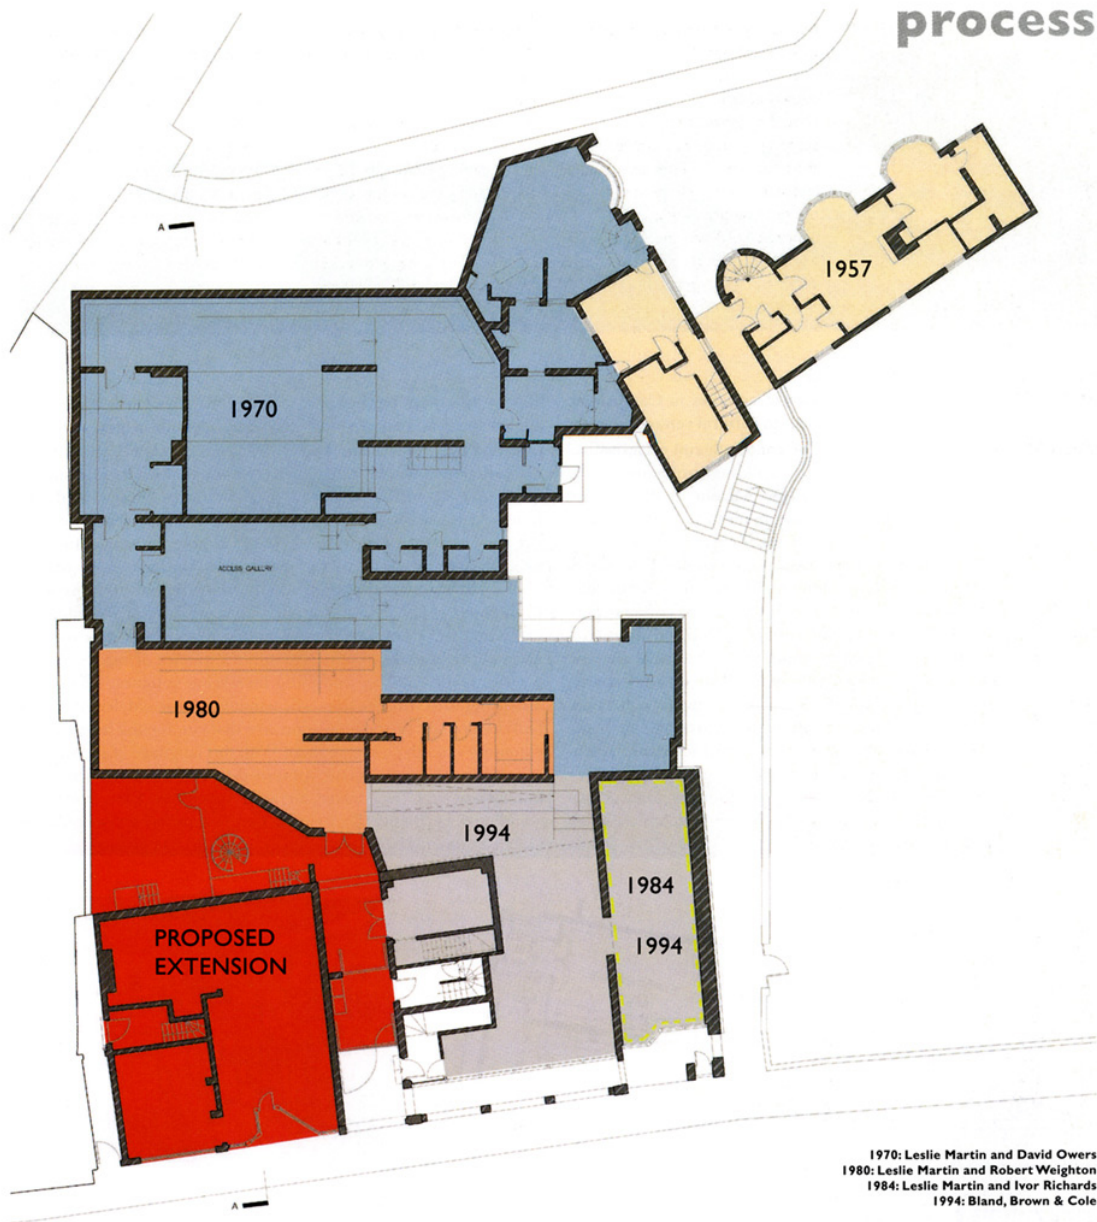 process
A
1957
1970
ACCESS GALLERY
1980
1994
1984
1994
PROPOSED
EXTENSION
A
1970: Leslie Martin and David Owers
1980: Leslie Martin and Robert Weighton
1984: Leslie Martin and Ivor Richards
1994: Bland, Brown & Cole